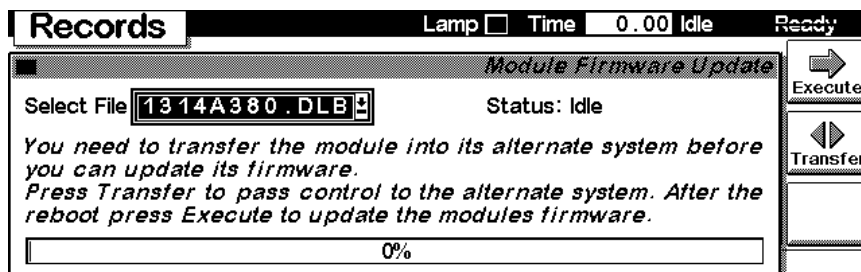 Records Lamp Time 0.00 Idle Ready
Module Firmware Update
Execute
Select File 1314A380.DLB Status: Idle
You need to transfer the module into its alternate system before
you can update its firmware.
Transfer
Press Transfer to pass control to the alternate system. After the
reboot press Execute to update the modules firmware.
0%